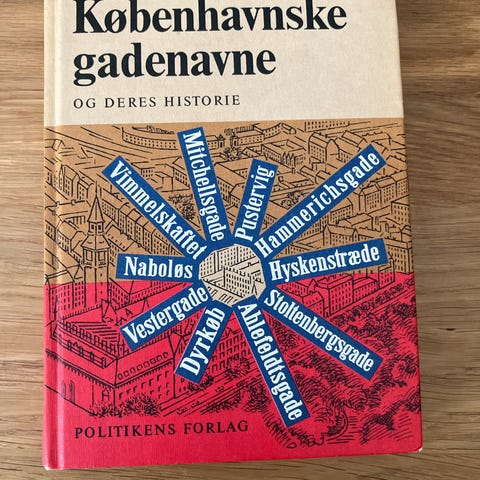 Københavnske
gadenavne
OG DERES HISTORIE
Mitchellsgade
Pustervig
Hammerichsgade
Vimmelskaftet
Naboløs
Hyskenstræde
Vestergade
Stoltenbergsgade
Dyrkøb
Ahlefeldtsgade
POLITIKENS FORLAG